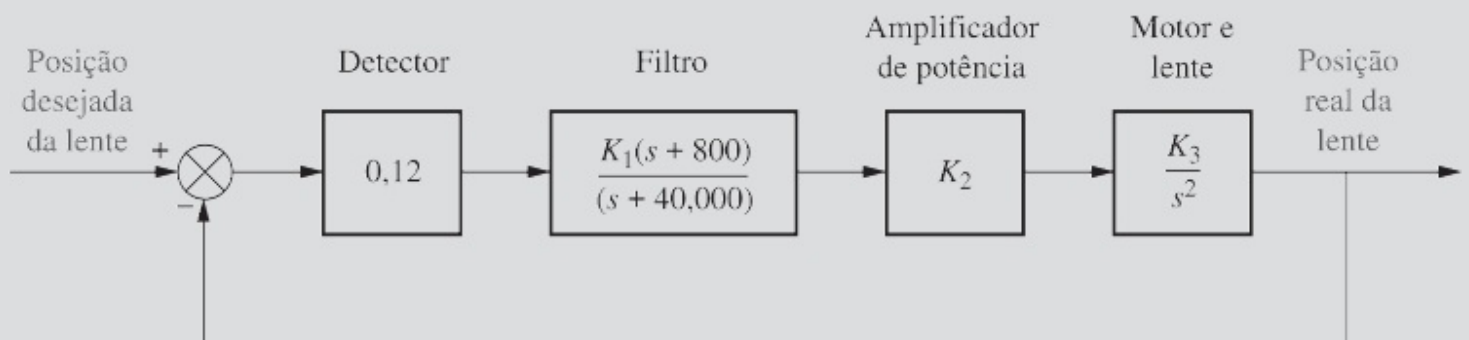 Posição
desejada
da lente
+
−
Detector
0,12
Filtro
K₁(s + 800)
(s + 40,000)
Amplificador
de potência
K₂
Motor e
lente
K₃
s²
Posição
real da
lente